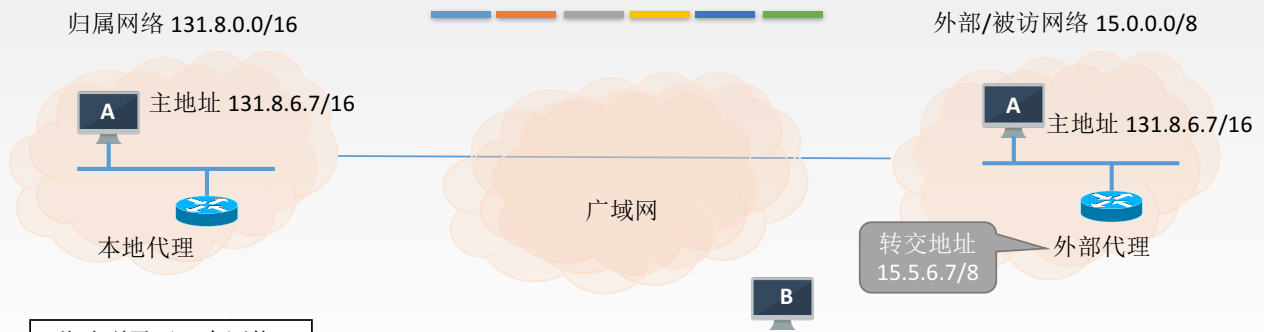 归属网络 131.8.0.0/16
外部/被访网络 15.0.0.0/8
A
主地址 131.8.6.7/16
A
主地址 131.8.6.7/16
广域网
本地代理
转交地址
15.5.6.7/8
外部代理
B